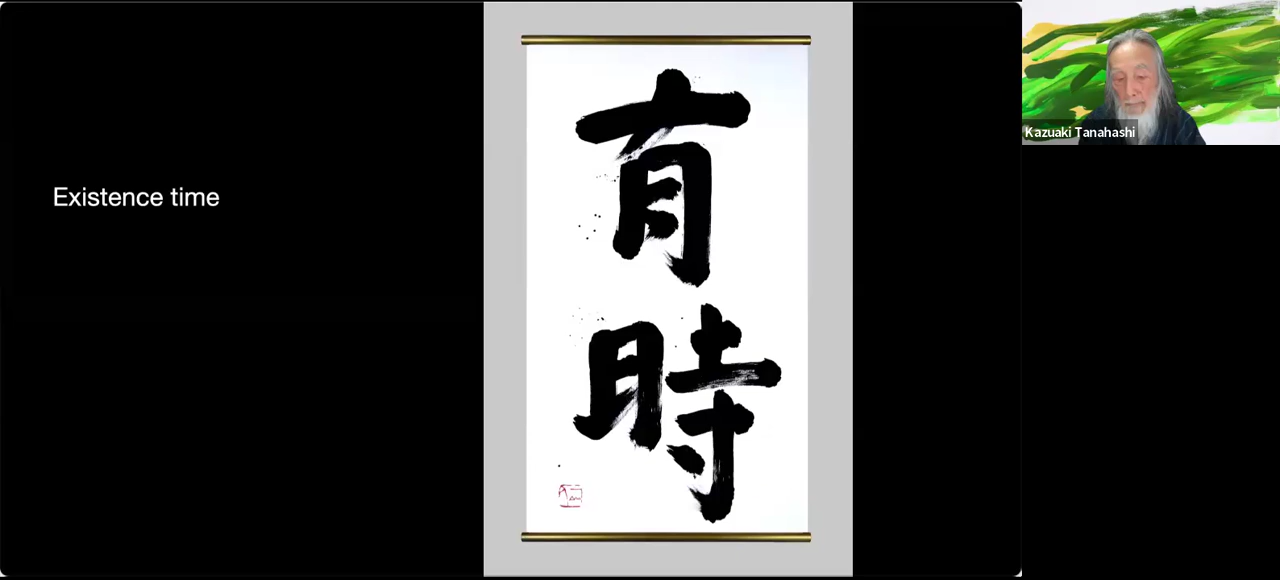 Existence time
有
時
Kazuaki Tanahashi